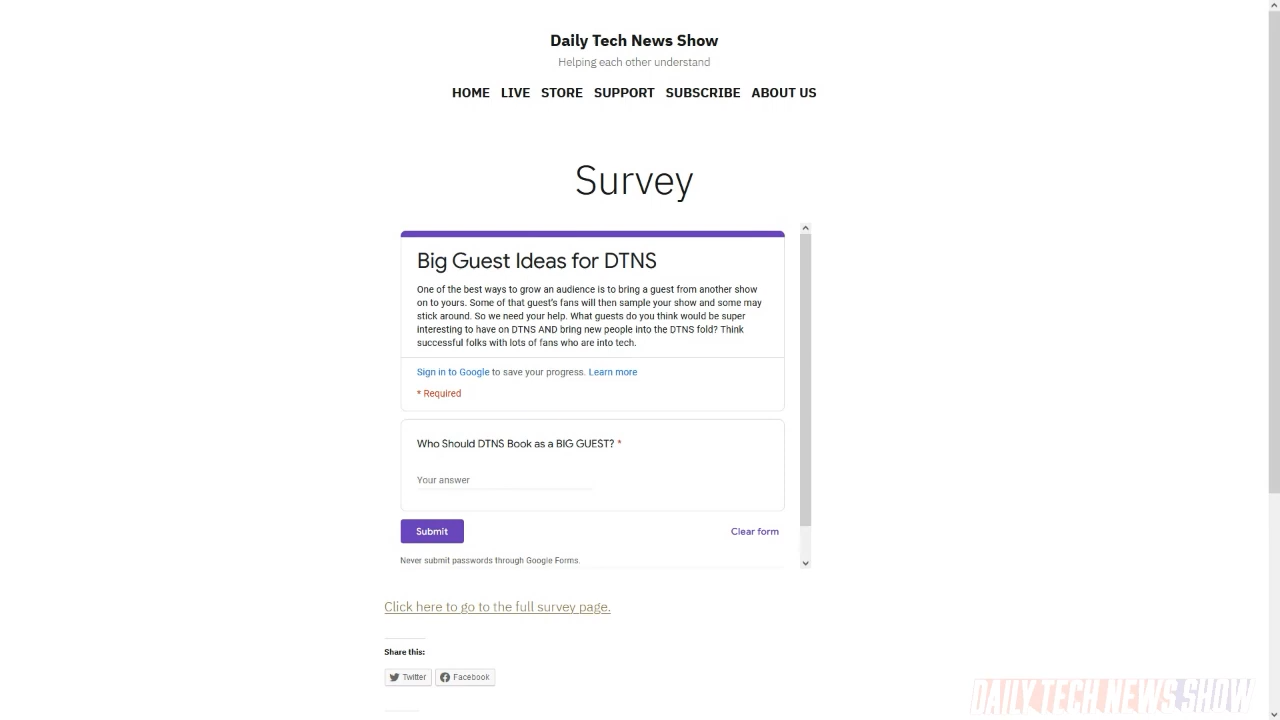 Daily Tech News Show
Helping each other understand
HOME LIVE STORE SUPPORT SUBSCRIBE ABOUT US
Survey
Big Guest Ideas for DTNS
One of the best ways to grow an audience is to bring a guest from another show
on to yours. Some of that guest's fans will then sample your show and some may
stick around. So we need your help. What guests do you think would be super
interesting to have on DTNS AND bring new people into the DTNS fold? Think
successful folks with lots of fans who are into tech.
Sign in to Google to save your progress. Learn more
* Required
Who Should DTNS Book as a BIG GUEST? *
Your answer
Submit Clear form
Never submit passwords through Google Forms.
Click here to go to the full survey page.
Share this:
Twitter Facebook
DAILY TECH NEWS SHOW